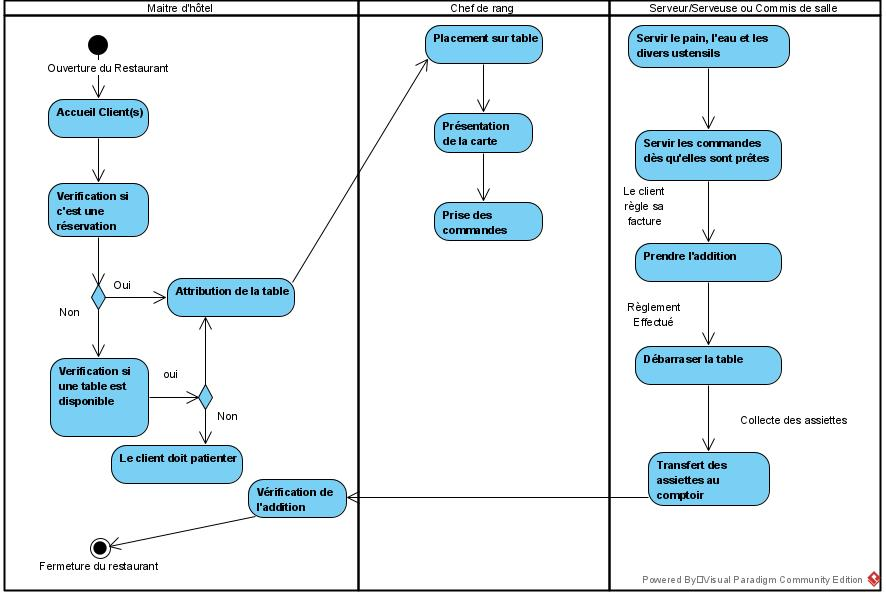 Maitre d'hôtel
Chef de rang
Serveur/Serveuse ou Commis de salle
Ouverture du Restaurant
Accueil Client(s)
Verification si
c'est une
réservation
Oui
Non
Attribution de la table
Verification si
une table est
disponible
oui
Non
Le client doit patienter
Vérification de
l'addition
Fermeture du restaurant
Placement sur table
Présentation
de la carte
Prise des
commandes
Servir le pain, l'eau et les
divers ustensils
Servir les commandes
dès qu'elles sont prêtes
Le client
règle sa
facture
Prendre l'addition
Règlement
Effectué
Débarraser la table
Collecte des assiettes
Transfert des
assiettes au
comptoir
Powered By Visual Paradigm Community Edition